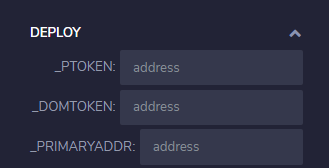 DEPLOY
_PTOKEN: address
_DOMTOKEN: address
_PRIMARYADDR: address